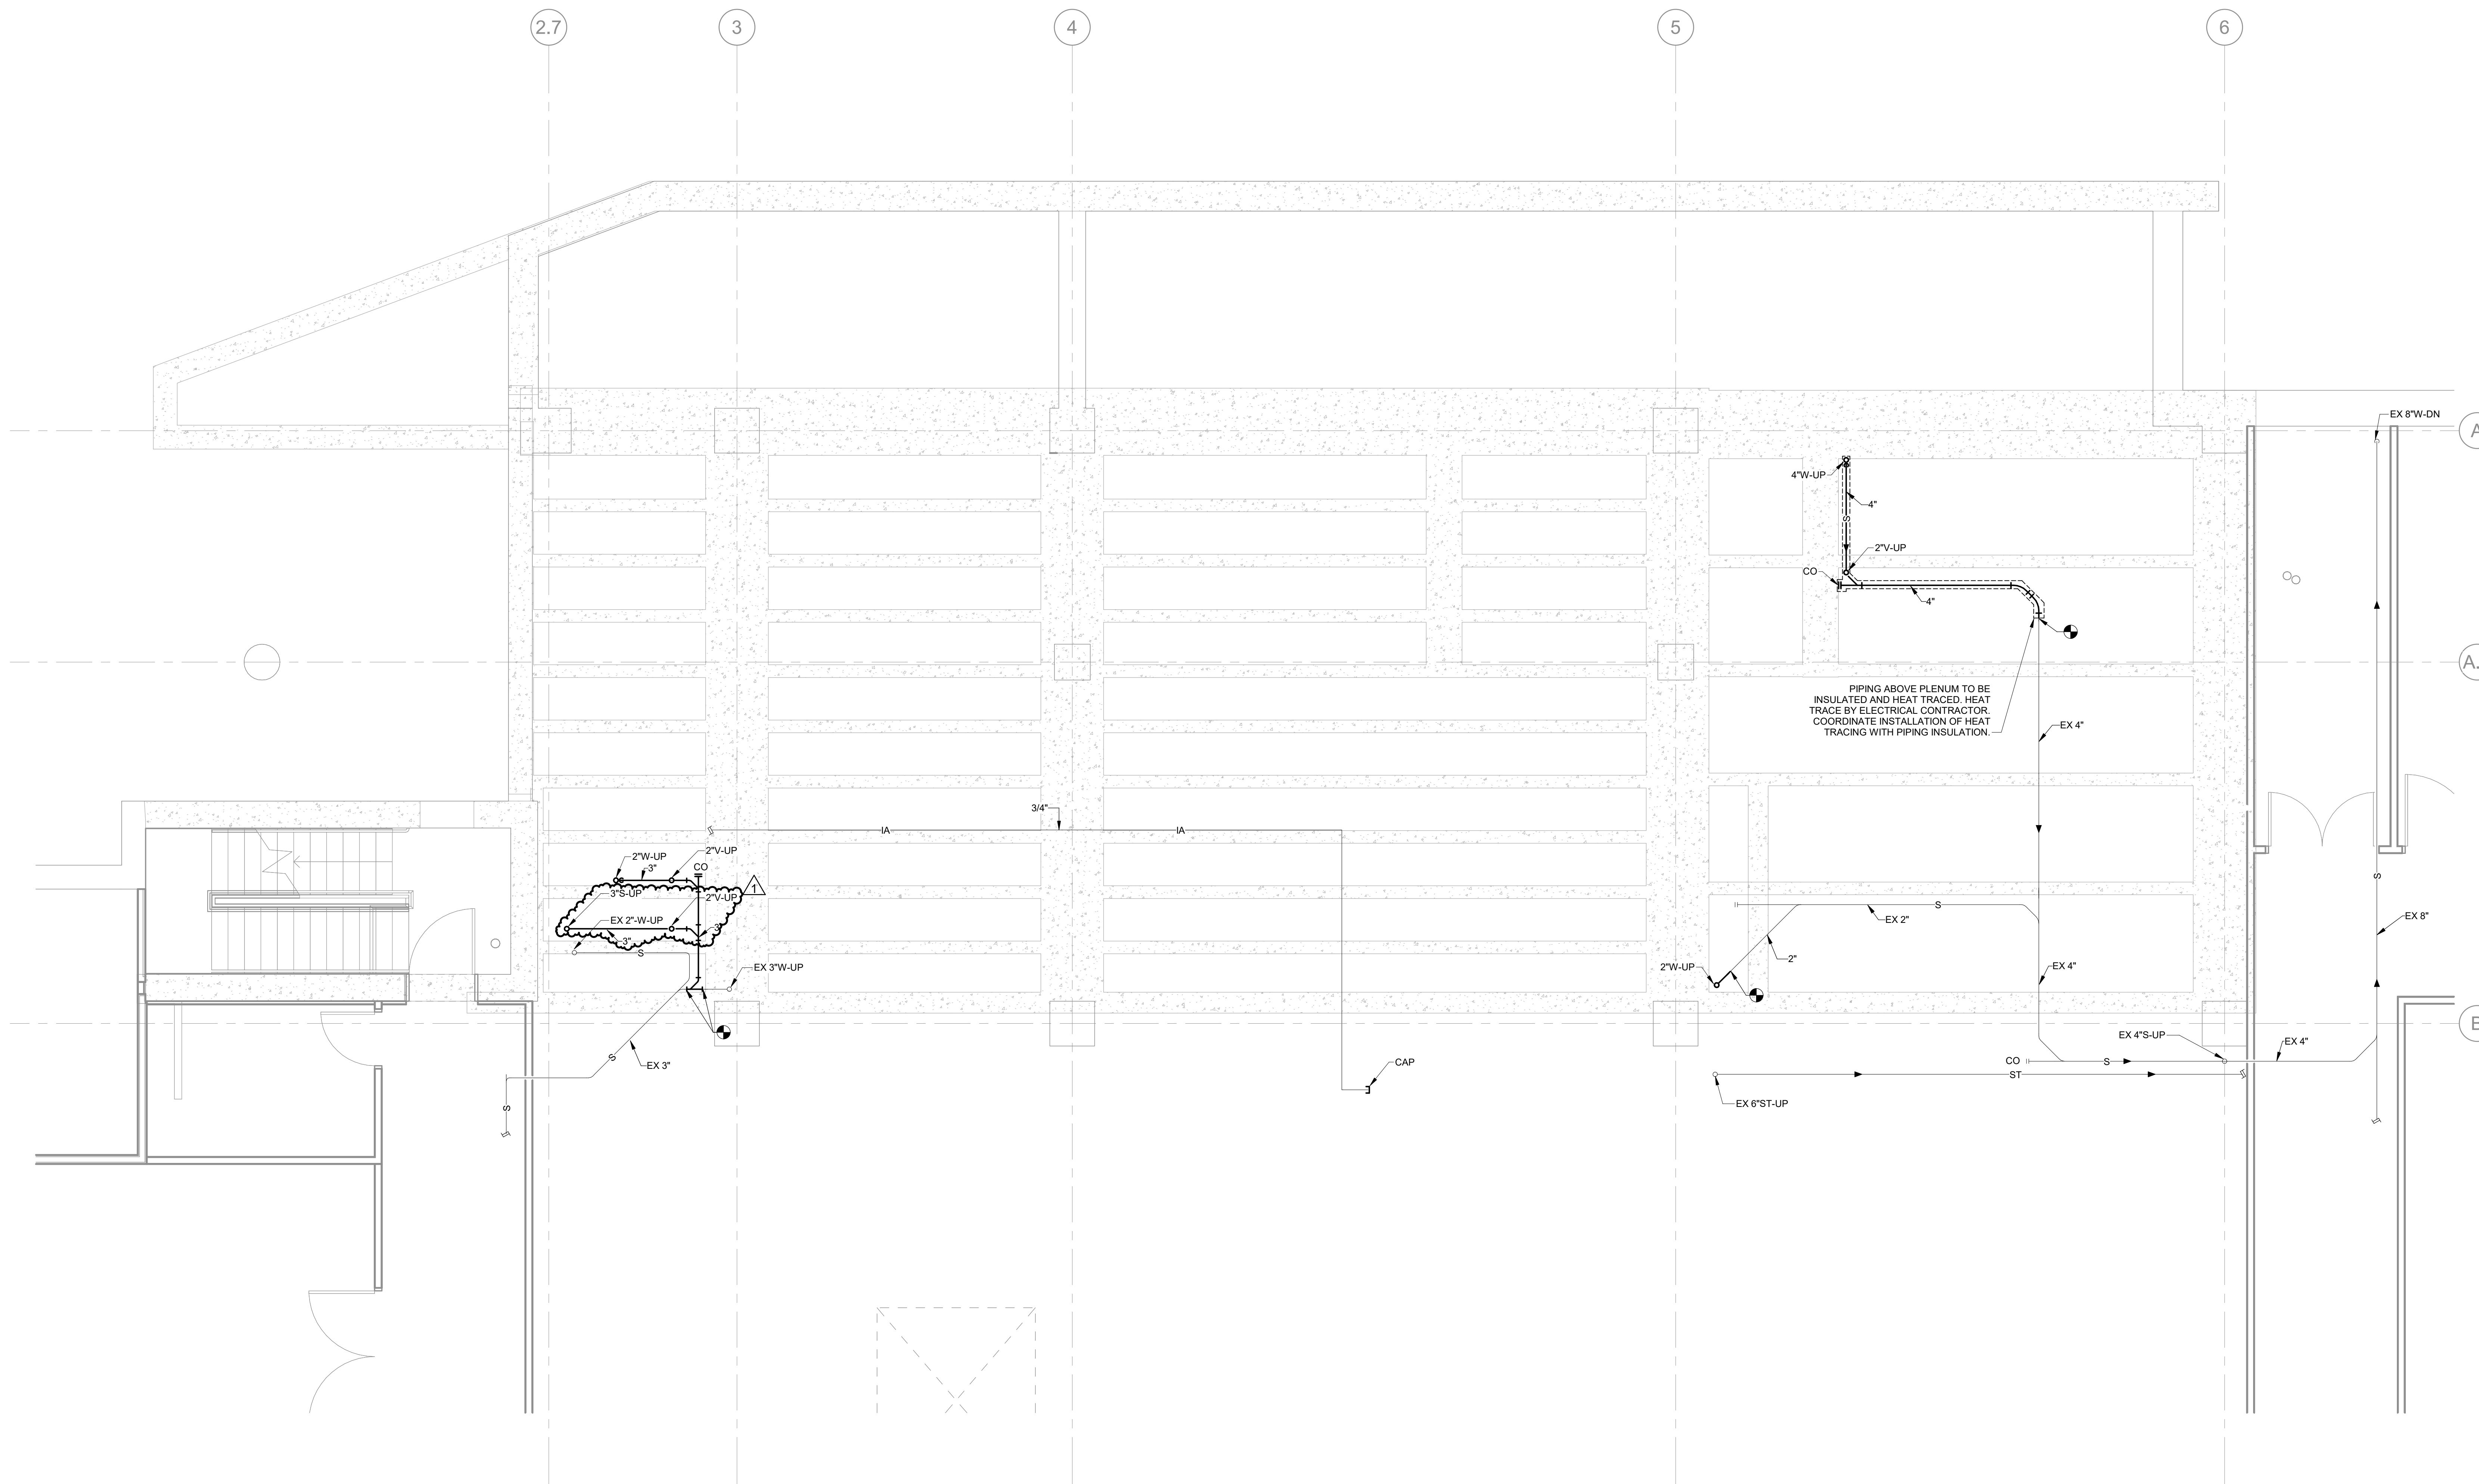 2.7
3
4
5
6
EX 8"W-DN
A
4"W-UP
4"
S
2"V-UP
CO
4"
A.
PIPING ABOVE PLENUM TO BE
INSULATED AND HEAT TRACED. HEAT
TRACE BY ELECTRICAL CONTRACTOR.
COORDINATE INSTALLATION OF HEAT
TRACING WITH PIPING INSULATION.
EX 4"
3/4"
IA
IA
2"W-UP
3"
2"V-UP
CO
1
3"S-UP
2"V-UP
EX 2"-W-UP
3"
3"
S
EX 3"W-UP
S
EX 3"
S
S
EX 2"
2"
2"W-UP
EX 4"
S
EX 8"
EX 4"S-UP
EX 4"
CO
S
ST
EX 6"ST-UP
CAP